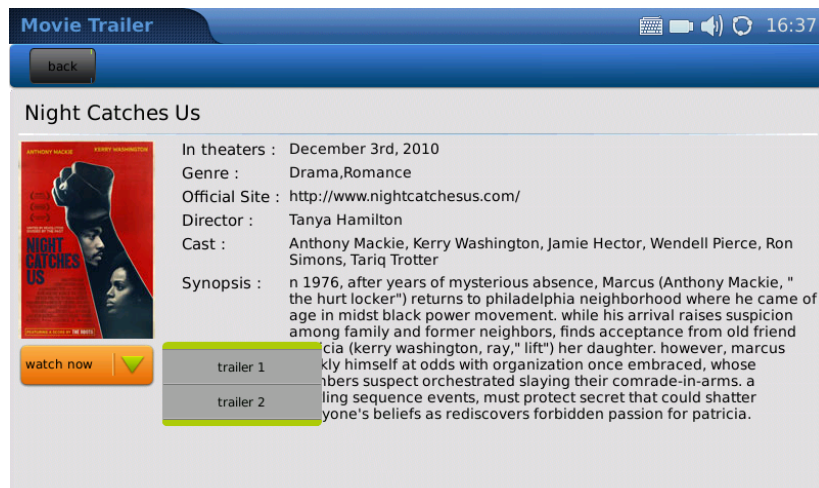 Movie Trailer
16:37
back
Night Catches Us
ANTHONY MACKIE KERRY WASHINGTON
NIGHT
CATCHES
US
In theaters : December 3rd, 2010
Genre : Drama,Romance
Official Site : http://www.nightcatchesus.com/
Director : Tanya Hamilton
Cast : Anthony Mackie, Kerry Washington, Jamie Hector, Wendell Pierce, Ron
Simons, Tariq Trotter
Synopsis : n 1976, after years of mysterious absence, Marcus (Anthony Mackie, "
the hurt locker") returns to philadelphia neighborhood where he came of
age in midst black power movement. while his arrival raises suspicion
among family and former neighbors, finds acceptance from old friend
cia (kerry washington, ray," lift") her daughter. however, marcus
kly himself at odds with organization once embraced, whose
nbers suspect orchestrated slaying their comrade-in-arms. a
ling sequence events, must protect secret that could shatter
yone's beliefs as rediscovers forbidden passion for patricia.
watch now
trailer 1
trailer 2